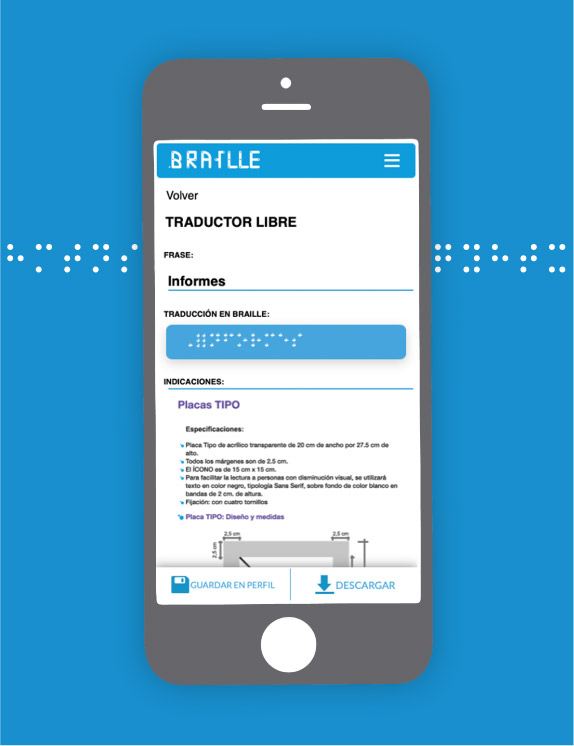 BRAILLE
Volver
TRADUCTOR LIBRE
FRASE:
Informes
TRADUCCIÓN EN BRAILLE:
INDICACIONES:
Placas TIPO
Especificaciones:
Placa Tipo de acrílico transparente de 20 cm de ancho por 27.5 cm de
alto.
Todos los márgenes son de 2.5 cm.
El ÍCONO es de 15 cm x 15 cm.
Para facilitar la lectura a personas con disminución visual, se utilizará
texto en color negro, tipología Sans Serif, sobre fondo de color blanco en
bandas de 2 cm. de altura.
Fijación: con cuatro tornillos
Placa TIPO: Diseño y medidas
2,5 cm
2,5 cm
2,5 cm
GUARDAR EN PERFIL
DESCARGAR